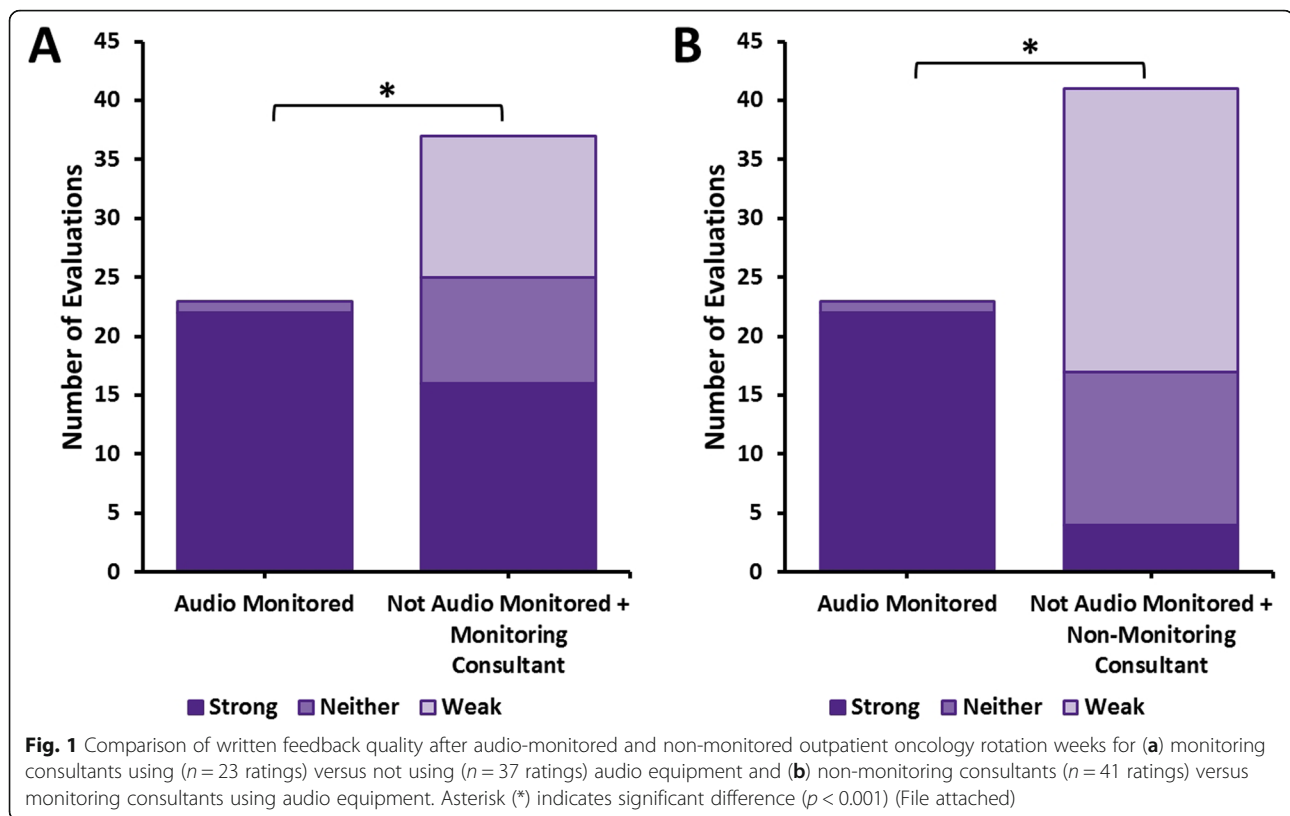 A
45
40
35
30
25
20
15
10
5
0
Number of Evaluations
*
Audio Monitored
Not Audio Monitored +
Monitoring
Consultant
Strong Neither Weak
B
45
40
35
30
25
20
15
10
5
0
Number of Evaluations
*
Audio Monitored
Not Audio Monitored +
Non-Monitoring
Consultant
Strong Neither Weak
Fig. 1 Comparison of written feedback quality after audio-monitored and non-monitored outpatient oncology rotation weeks for (a) monitoring
consultants using (n = 23 ratings) versus not using (n = 37 ratings) audio equipment and (b) non-monitoring consultants (n = 41 ratings) versus
monitoring consultants using audio equipment. Asterisk (*) indicates significant difference (p < 0.001) (File attached)